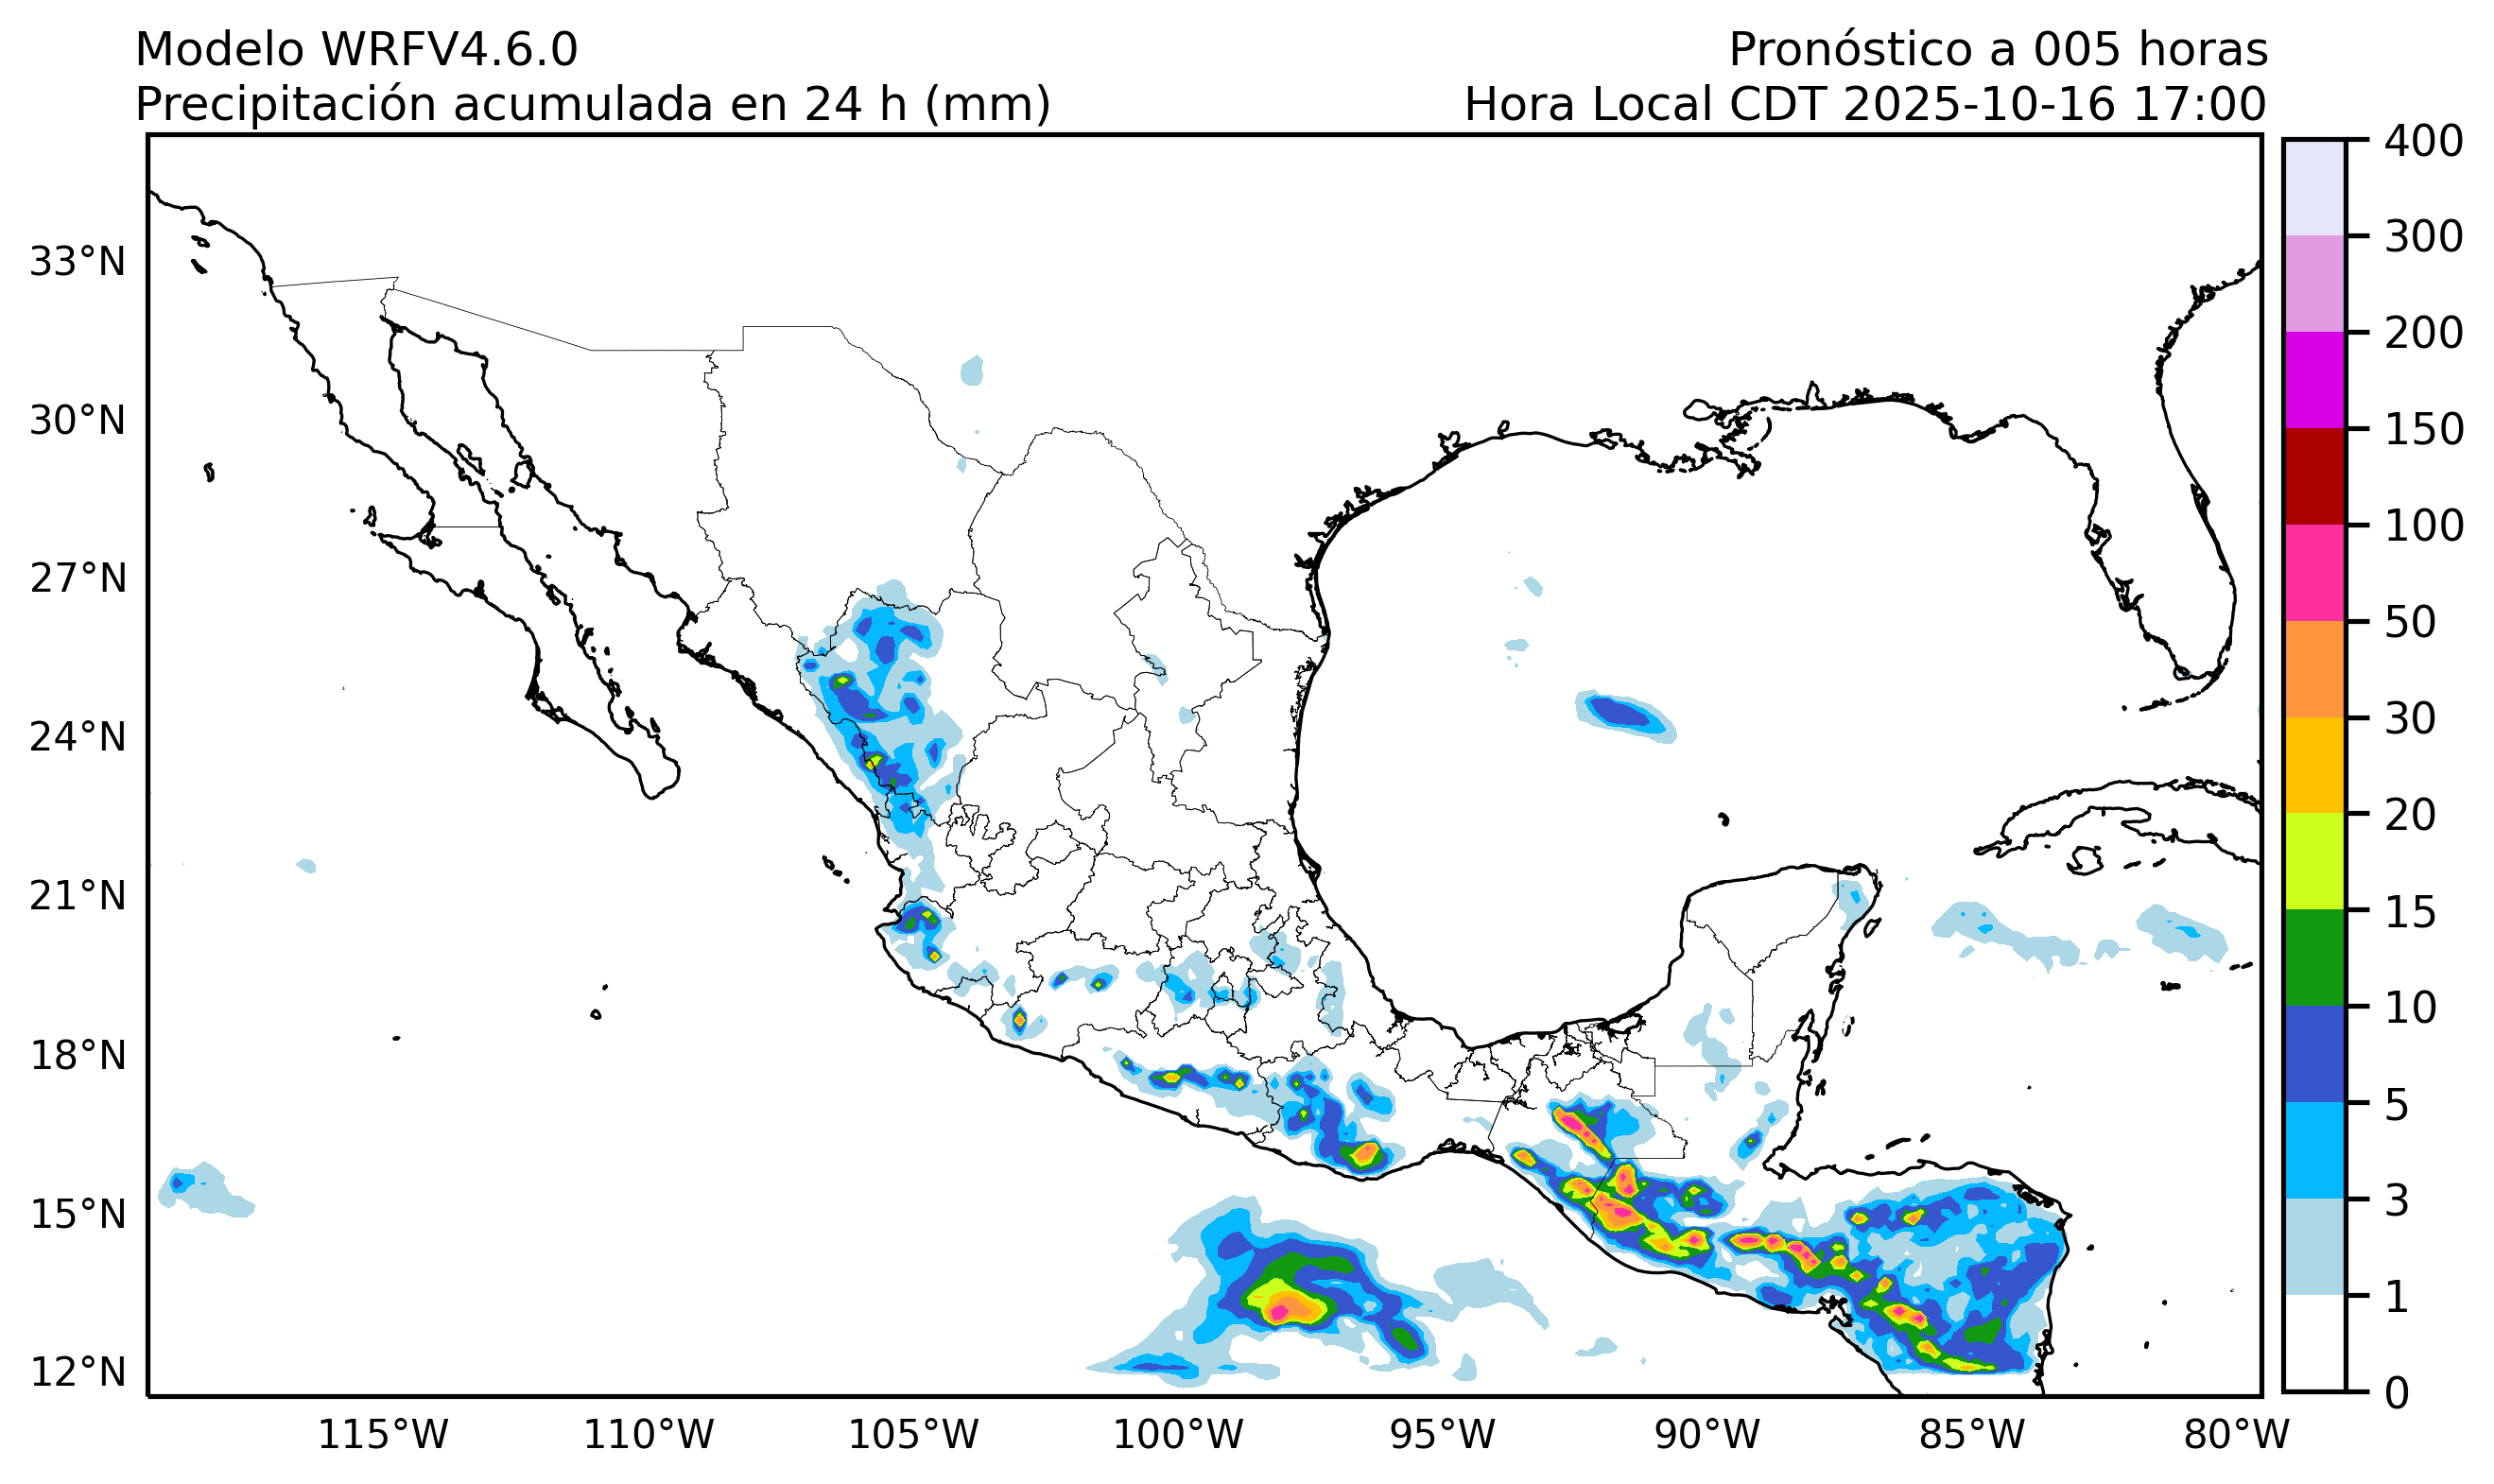 Modelo WRFV4.6.0
Pronóstico a 005 horas
Precipitación acumulada en 24 h (mm)
Hora Local CDT 2025-10-16 17:00
400
300
200
150
100
50
30
20
15
10
5
3
1
0
33°N
30°N
27°N
24°N
21°N
18°N
15°N
12°N
115°W
110°W
105°W
100°W
95°W
90°W
85°W
80°W